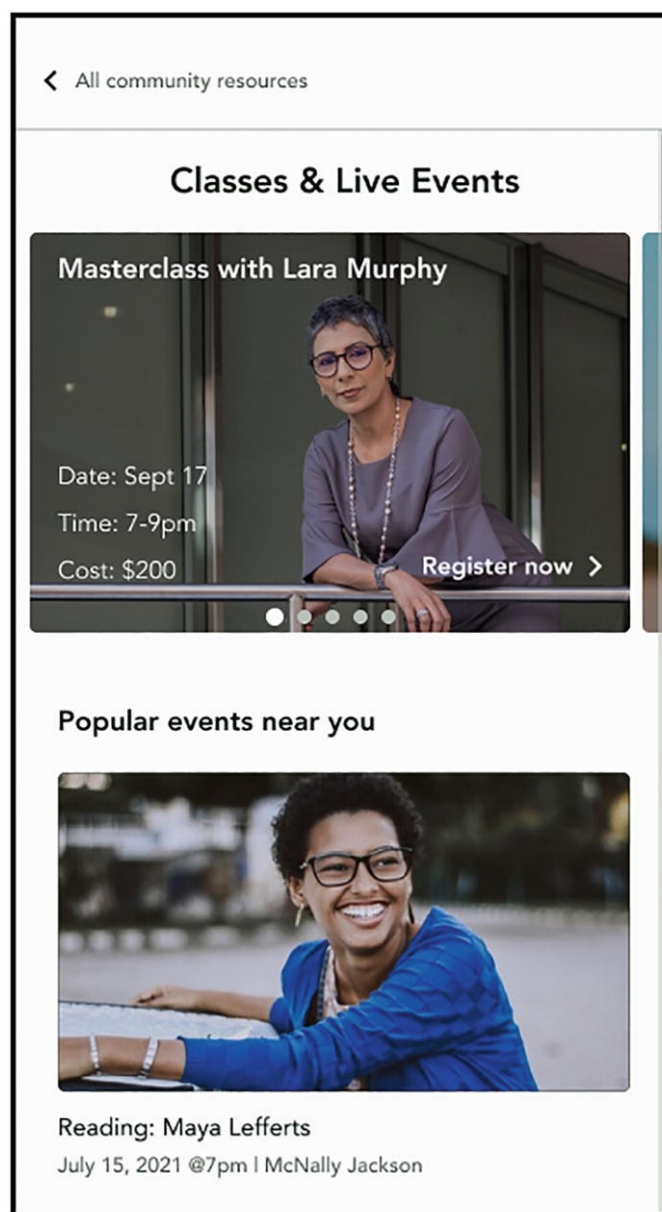 All community resources
Classes & Live Events
Masterclass with Lara Murphy
Date: Sept 17
Time: 7-9pm
Cost: $200
Register now
Popular events near you
Reading: Maya Lefferts
July 15, 2021 @7pm | McNally Jackson